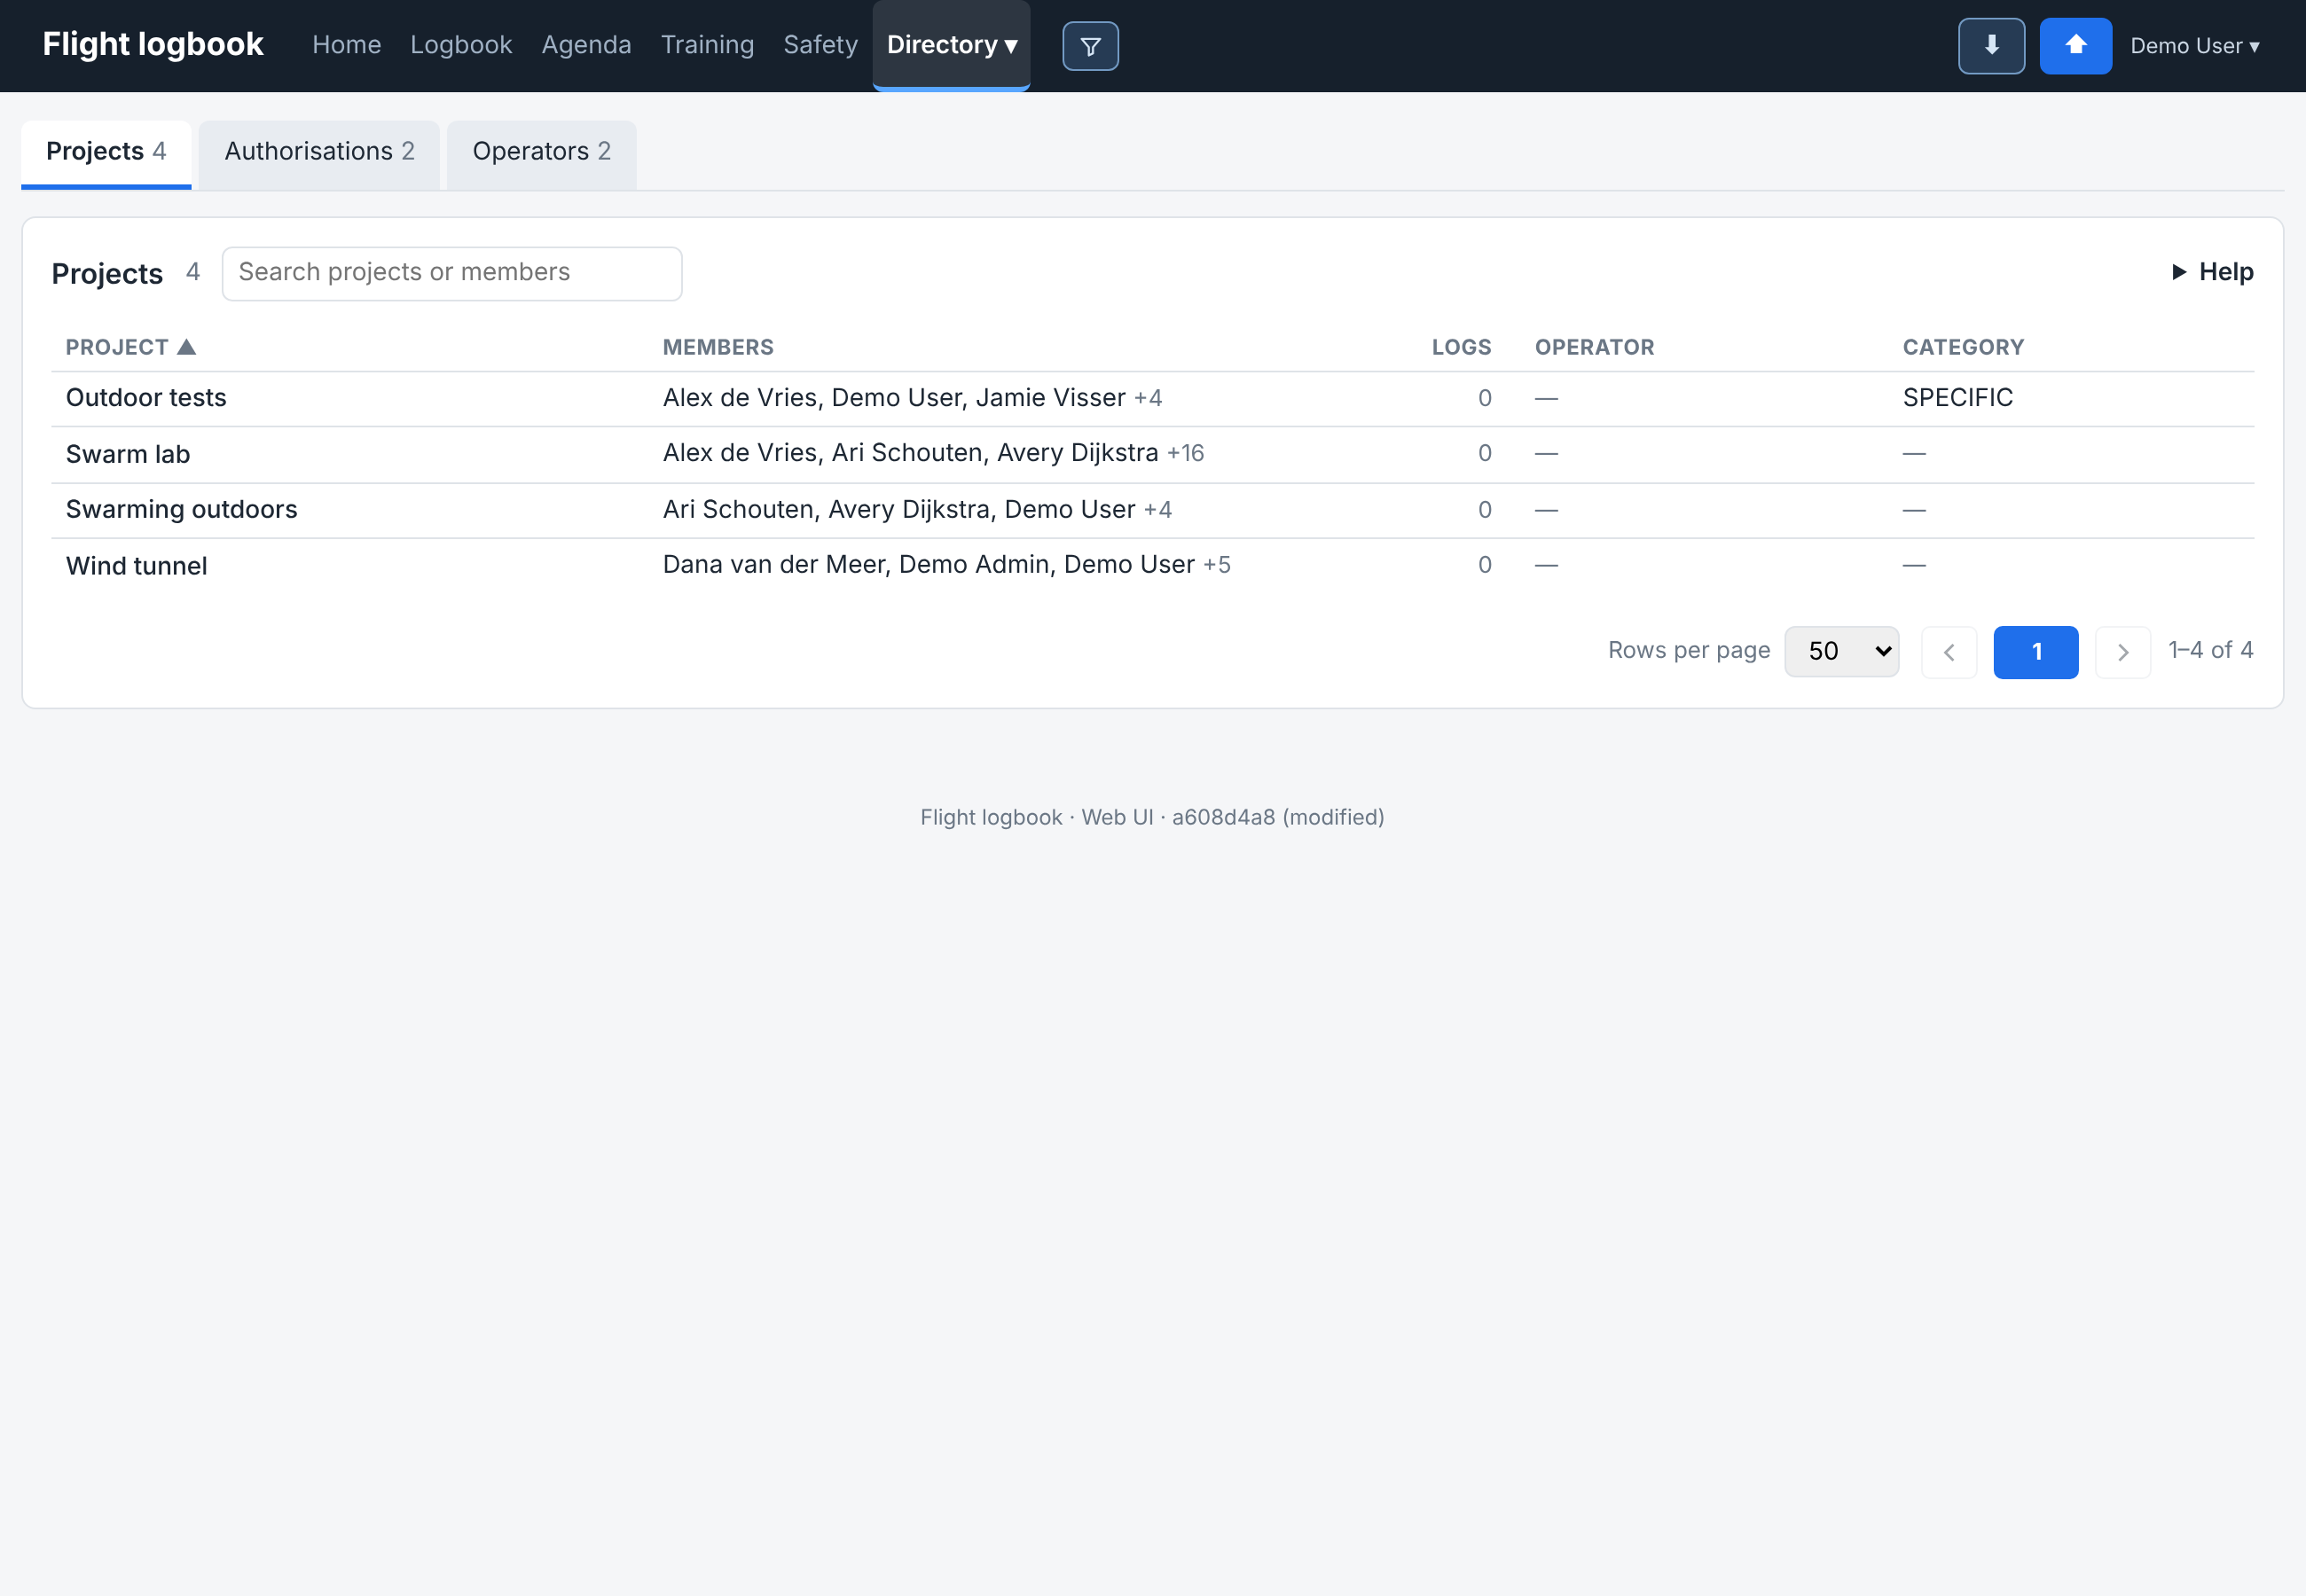 Flight logbook Home Logbook Agenda Training Safety Directory ▾ Demo User ▾
Projects 4 Authorisations 2 Operators 2
Projects 4 Search projects or members ▶ Help
PROJECT ▲ MEMBERS LOGS OPERATOR CATEGORY
Outdoor tests Alex de Vries, Demo User, Jamie Visser +4 0 — SPECIFIC
Swarm lab Alex de Vries, Ari Schouten, Avery Dijkstra +16 0 — —
Swarming outdoors Ari Schouten, Avery Dijkstra, Demo User +4 0 — —
Wind tunnel Dana van der Meer, Demo Admin, Demo User +5 0 — —
Rows per page 50 1 1–4 of 4
Flight logbook · Web UI · a608d4a8 (modified)